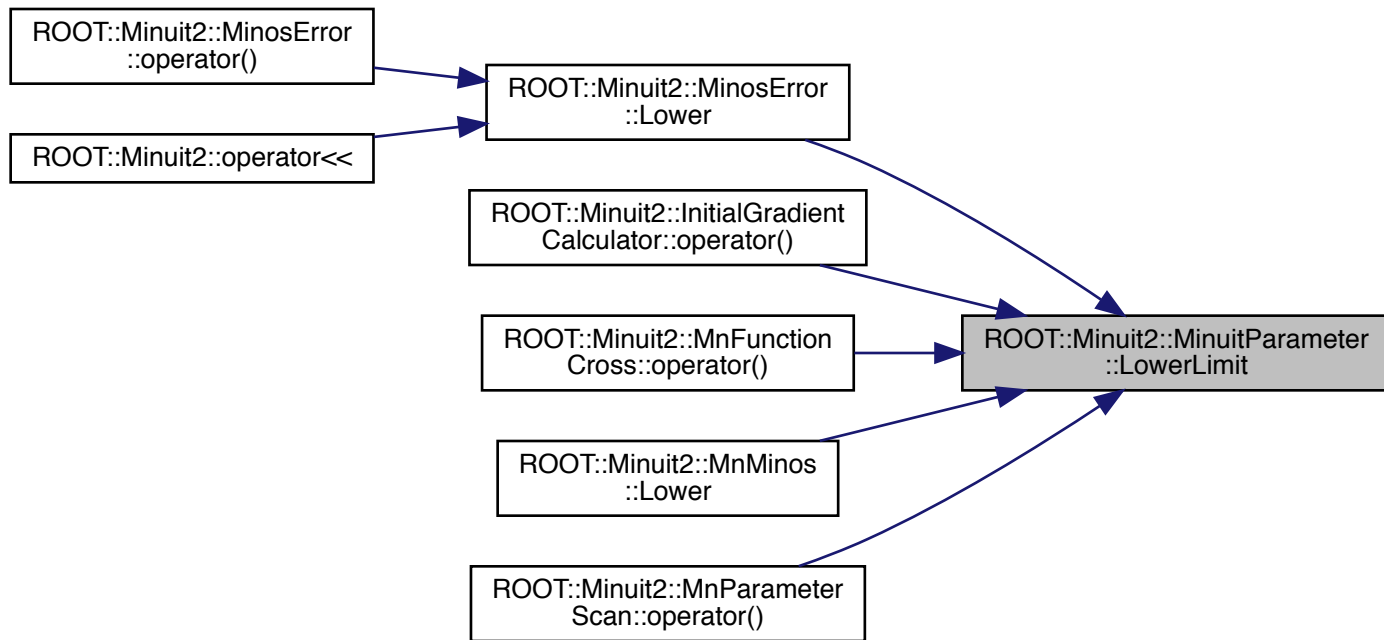 ROOT::Minuit2::MinosError
::operator()
ROOT::Minuit2::operator<<
ROOT::Minuit2::MinosError
::Lower
ROOT::Minuit2::InitialGradient
Calculator::operator()
ROOT::Minuit2::MnFunction
Cross::operator()
ROOT::Minuit2::MnMinos
::Lower
ROOT::Minuit2::MnParameter
Scan::operator()
ROOT::Minuit2::MinuitParameter
::LowerLimit